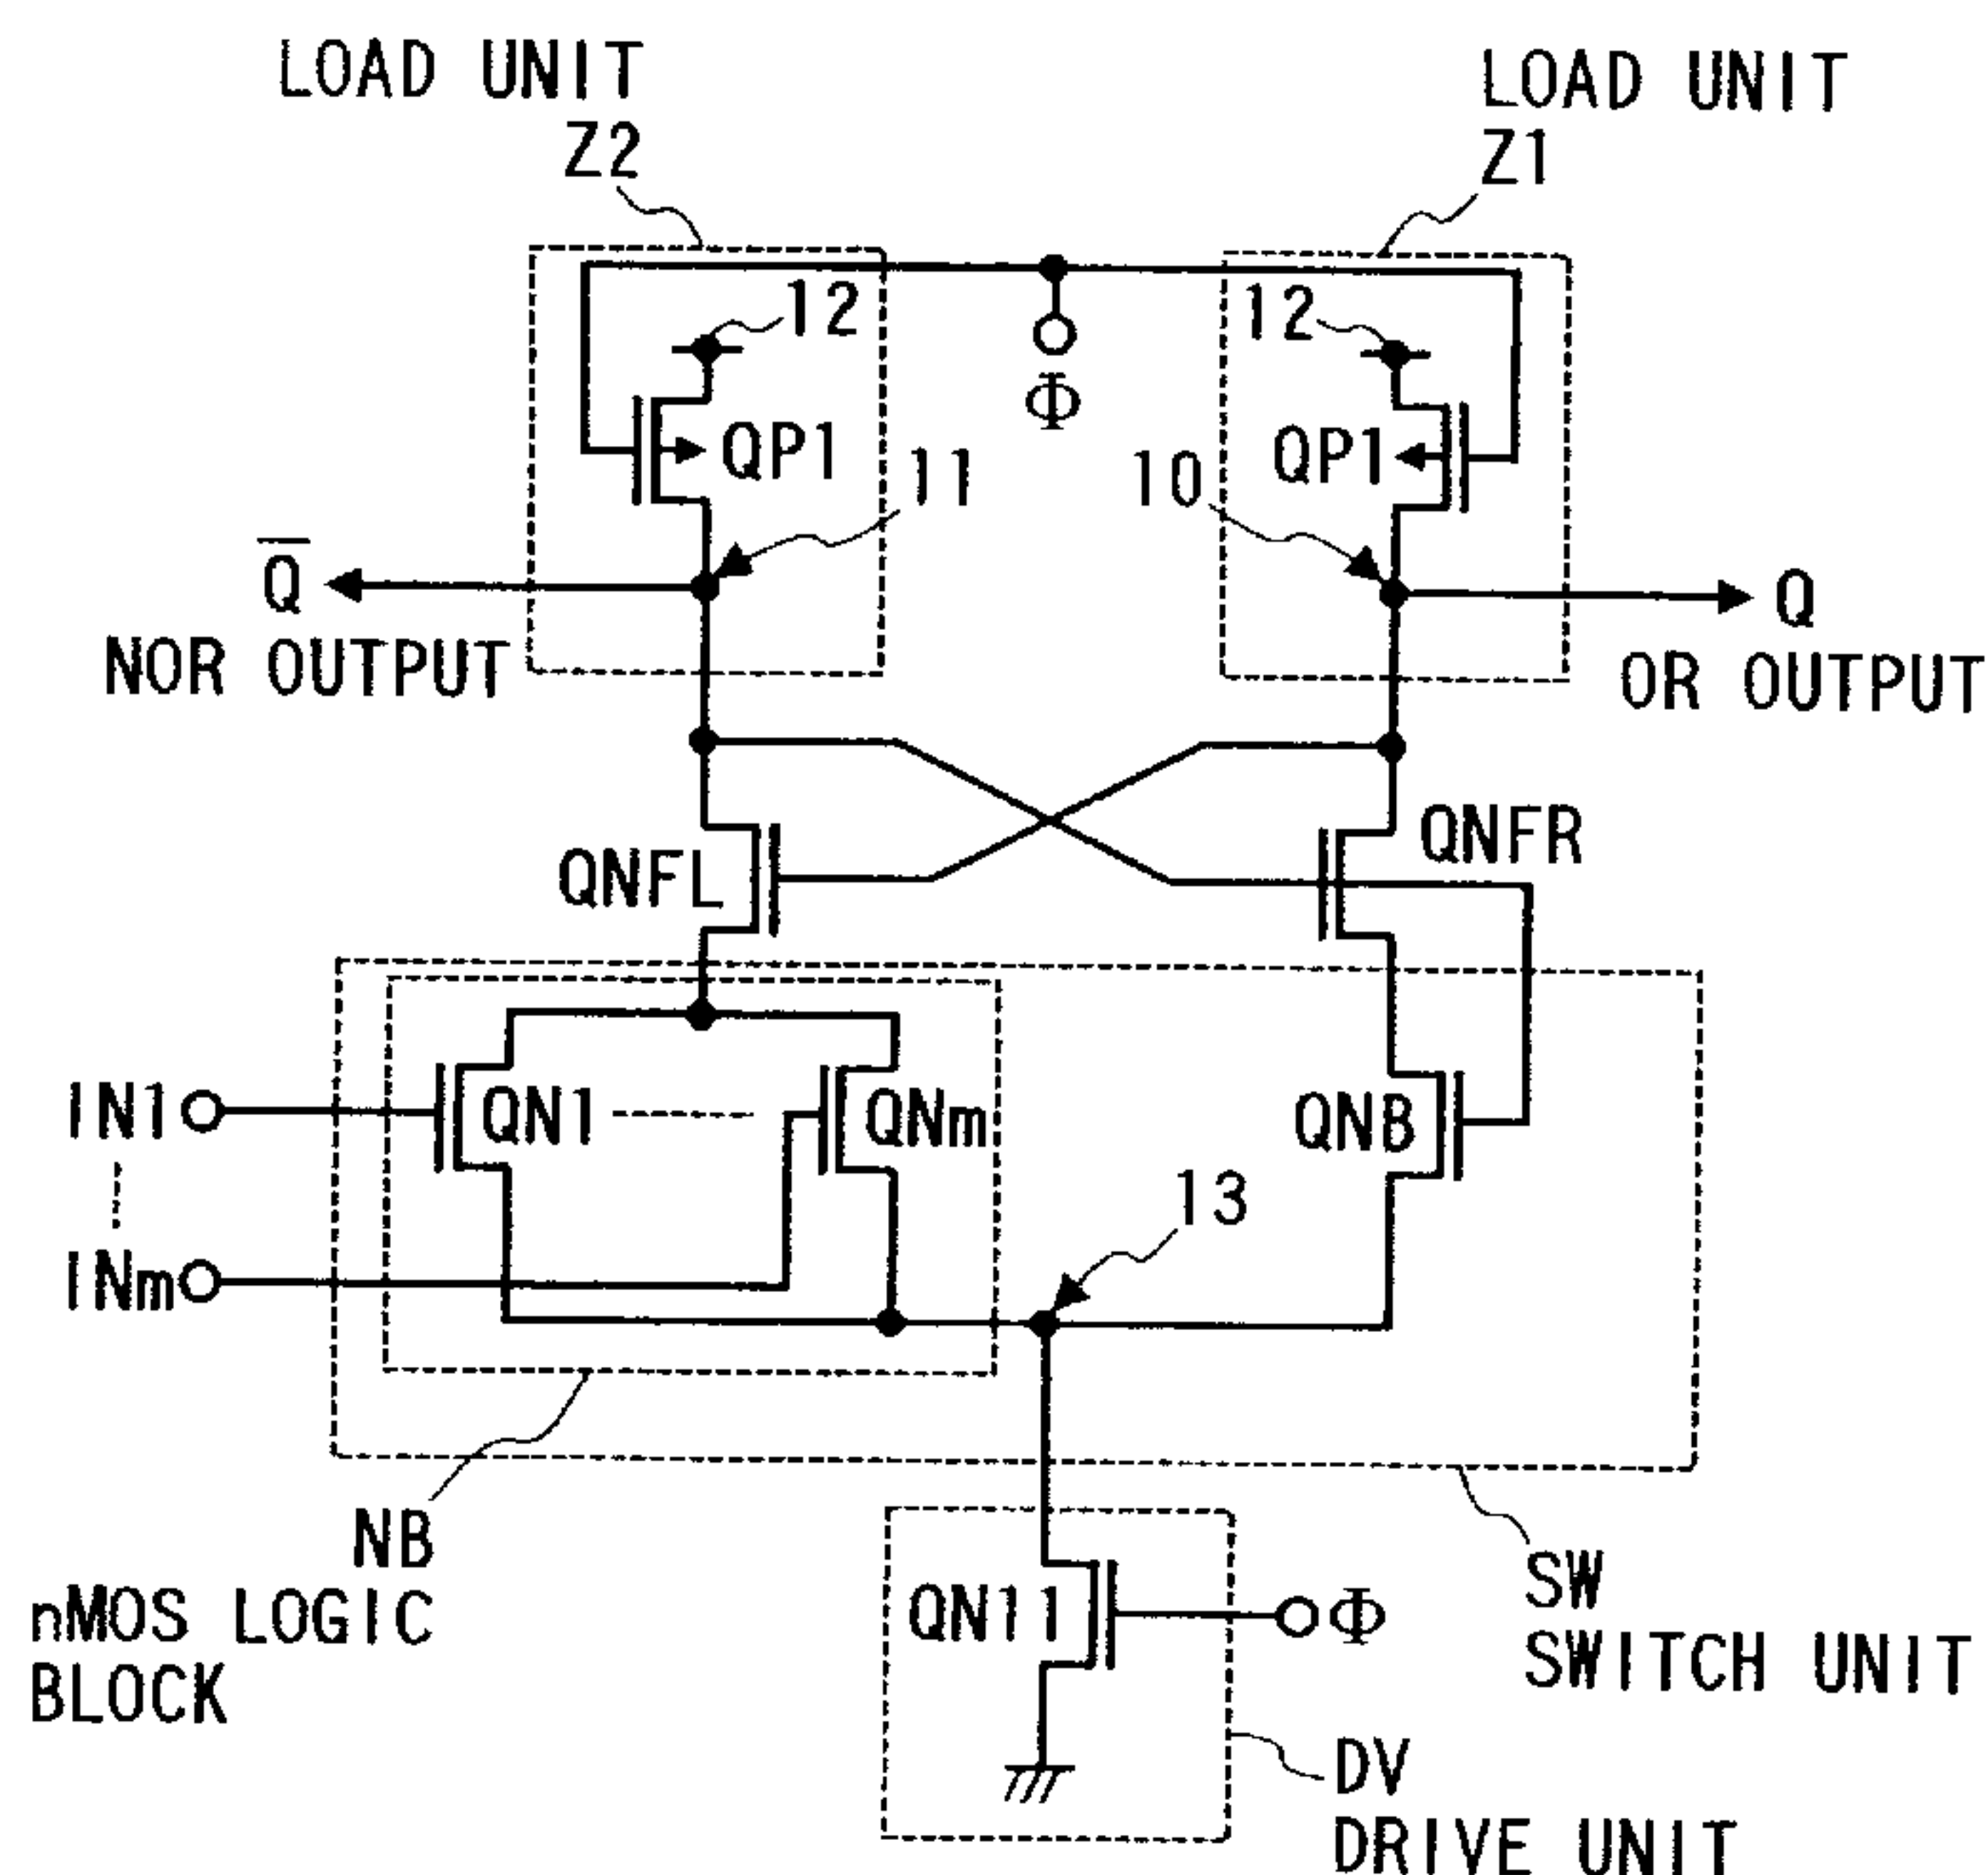 LOAD UNIT
Z2
LOAD UNIT
Z1
12
Φ
12
QP1
QP1
11
10
Q̅
NOR OUTPUT
Q
OR OUTPUT
QNFL
QNFR
IN1
QN1
QNm
QNB
INm
13
NB
nMOS LOGIC
BLOCK
QN11
Φ
SW
SWITCH UNIT
DV
DRIVE UNIT